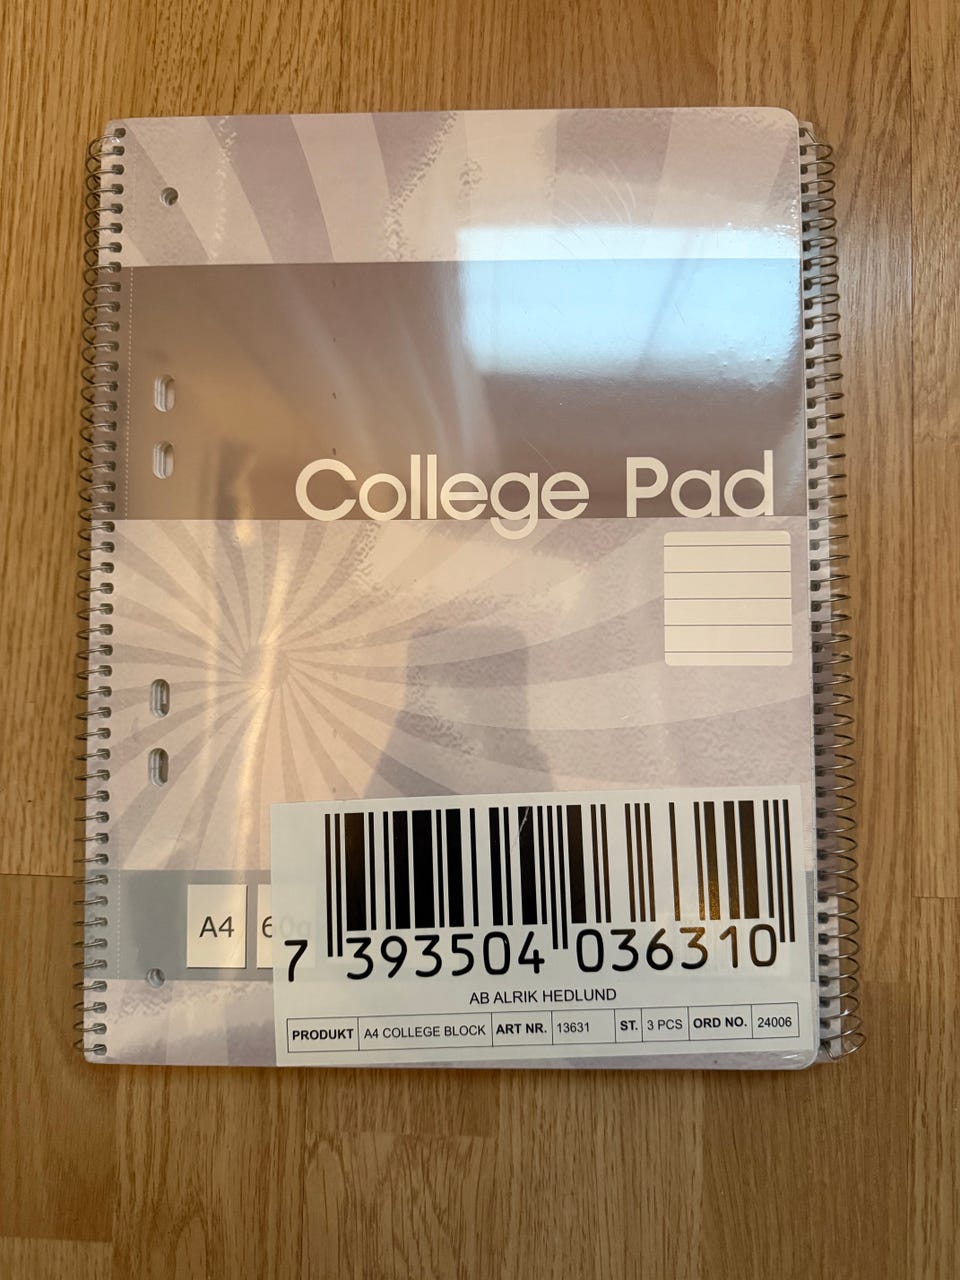 College Pad
A4 60g
7 393504 036310
AB ALRIK HEDLUND
PRODUKT A4 COLLEGE BLOCK ART NR. 13631 ST. 3 PCS ORD NO. 24006